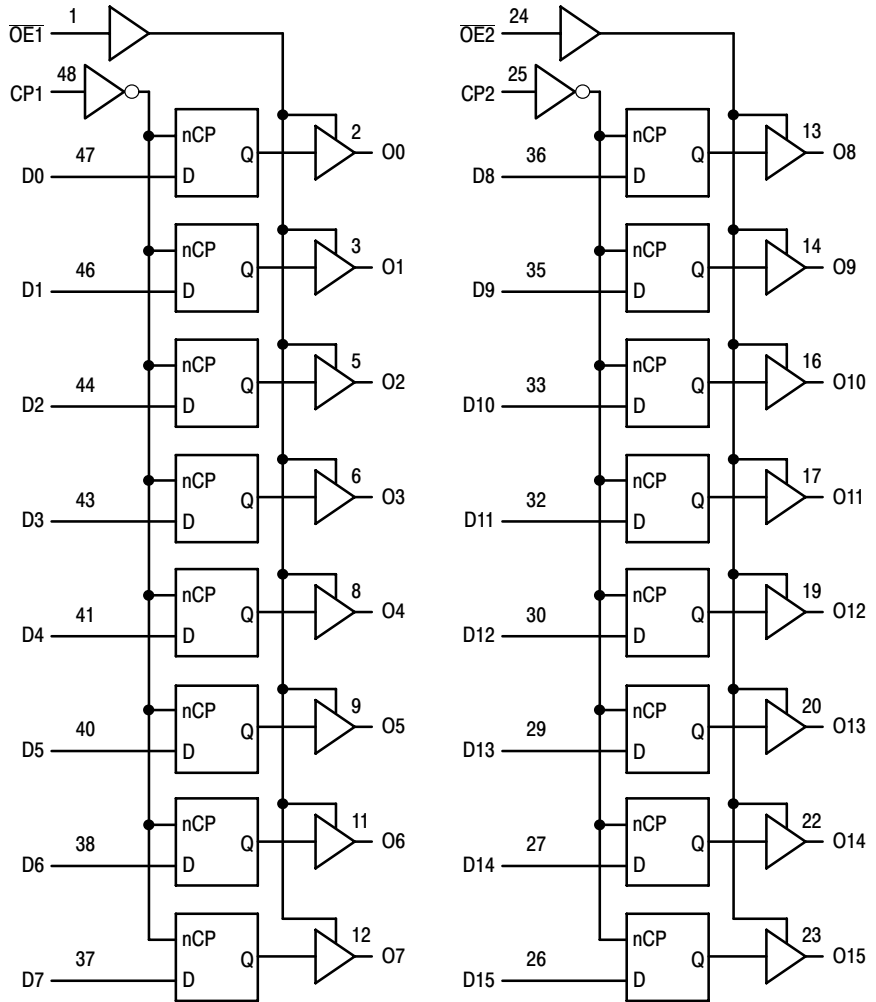 1
O̅E̅1̅
48
CP1
nCP
2
47
Q
O0
D0
D
nCP
3
46
Q
O1
D1
D
nCP
5
44
Q
O2
D2
D
nCP
6
43
Q
O3
D3
D
nCP
8
41
Q
O4
D4
D
nCP
9
40
Q
O5
D5
D
nCP
11
38
Q
O6
D6
D
nCP
12
37
Q
O7
D7
D
24
O̅E̅2̅
25
CP2
nCP
13
36
Q
O8
D8
D
nCP
14
35
Q
O9
D9
D
nCP
16
33
Q
O10
D10
D
nCP
17
32
Q
O11
D11
D
nCP
19
30
Q
O12
D12
D
nCP
20
29
Q
O13
D13
D
nCP
22
27
Q
O14
D14
D
nCP
23
26
Q
O15
D15
D